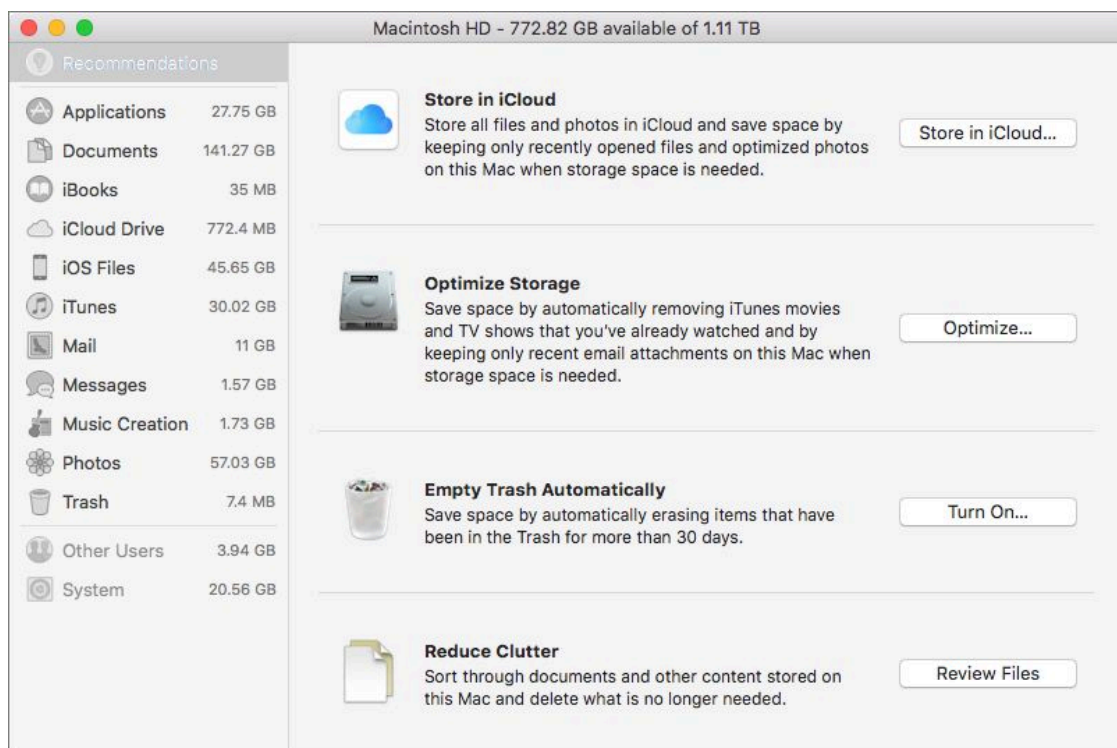 Macintosh HD - 772.82 GB available of 1.11 TB
Recommendations
Applications 27.75 GB
Documents 141.27 GB
iBooks 35 MB
iCloud Drive 772.4 MB
iOS Files 45.65 GB
iTunes 30.02 GB
Mail 11 GB
Messages 1.57 GB
Music Creation 1.73 GB
Photos 57.03 GB
Trash 7.4 MB
Other Users 3.94 GB
System 20.56 GB
Store in iCloud
Store all files and photos in iCloud and save space by
keeping only recently opened files and optimized photos
on this Mac when storage space is needed.
Store in iCloud...
Optimize Storage
Save space by automatically removing iTunes movies
and TV shows that you've already watched and by
keeping only recent email attachments on this Mac when
storage space is needed.
Optimize...
Empty Trash Automatically
Save space by automatically erasing items that have
been in the Trash for more than 30 days.
Turn On...
Reduce Clutter
Sort through documents and other content stored on
this Mac and delete what is no longer needed.
Review Files